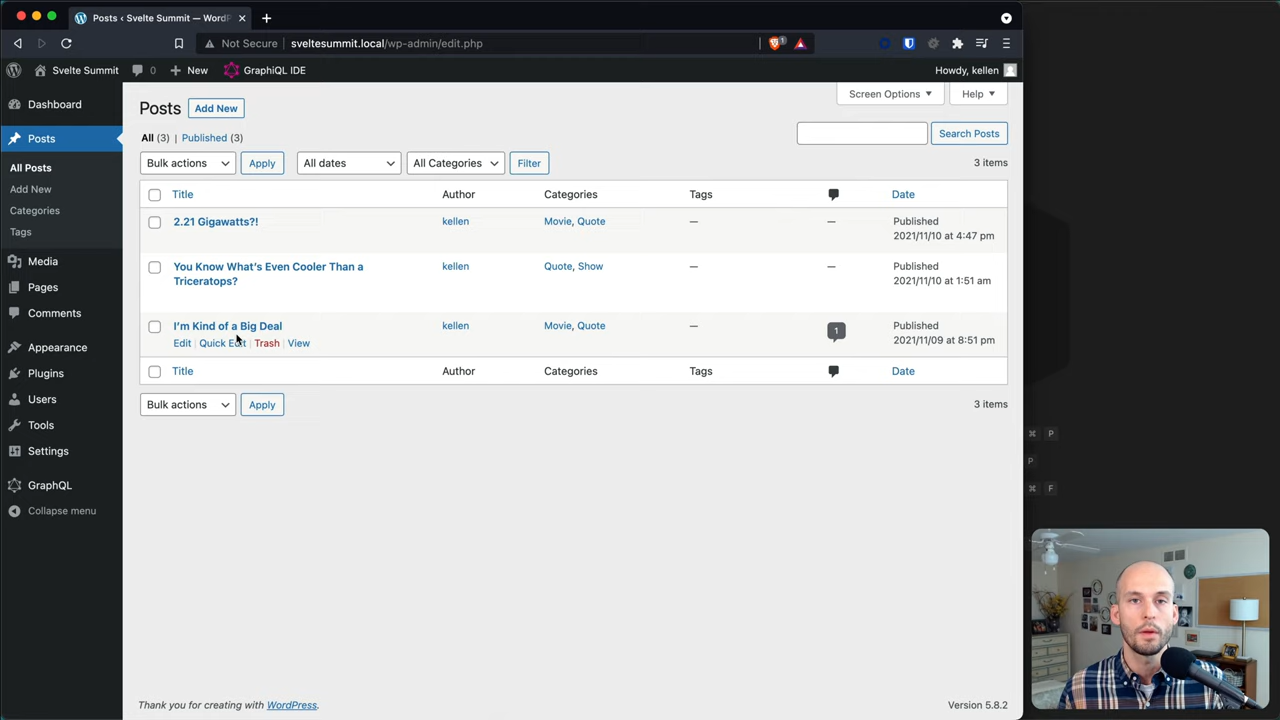 Posts ‹ Svelte Summit — WordP
Not Secure sveltesummit.local/wp-admin/edit.php
1
Svelte Summit 0 New GraphiQL IDE Howdy, kellen
Dashboard
Posts
All Posts
Add New
Categories
Tags
Media
Pages
Comments
Appearance
Plugins
Users
Tools
Settings
GraphQL
Collapse menu
Screen Options Help
Posts Add New
All (3) | Published (3)
Search Posts
Bulk actions Apply All dates All Categories Filter 3 items
Title Author Categories Tags Date
2.21 Gigawatts?! kellen Movie, Quote — — Published
2021/11/10 at 4:47 pm
You Know What's Even Cooler Than a kellen Quote, Show — — Published
Triceratops? 2021/11/10 at 1:51 am
I'm Kind of a Big Deal kellen Movie, Quote — 1 Published
Edit | Quick Edit | Trash | View 2021/11/09 at 8:51 pm
Title Author Categories Tags Date
Bulk actions Apply 3 items
Thank you for creating with WordPress. Version 5.8.2
⌘ P
P
⌘ F